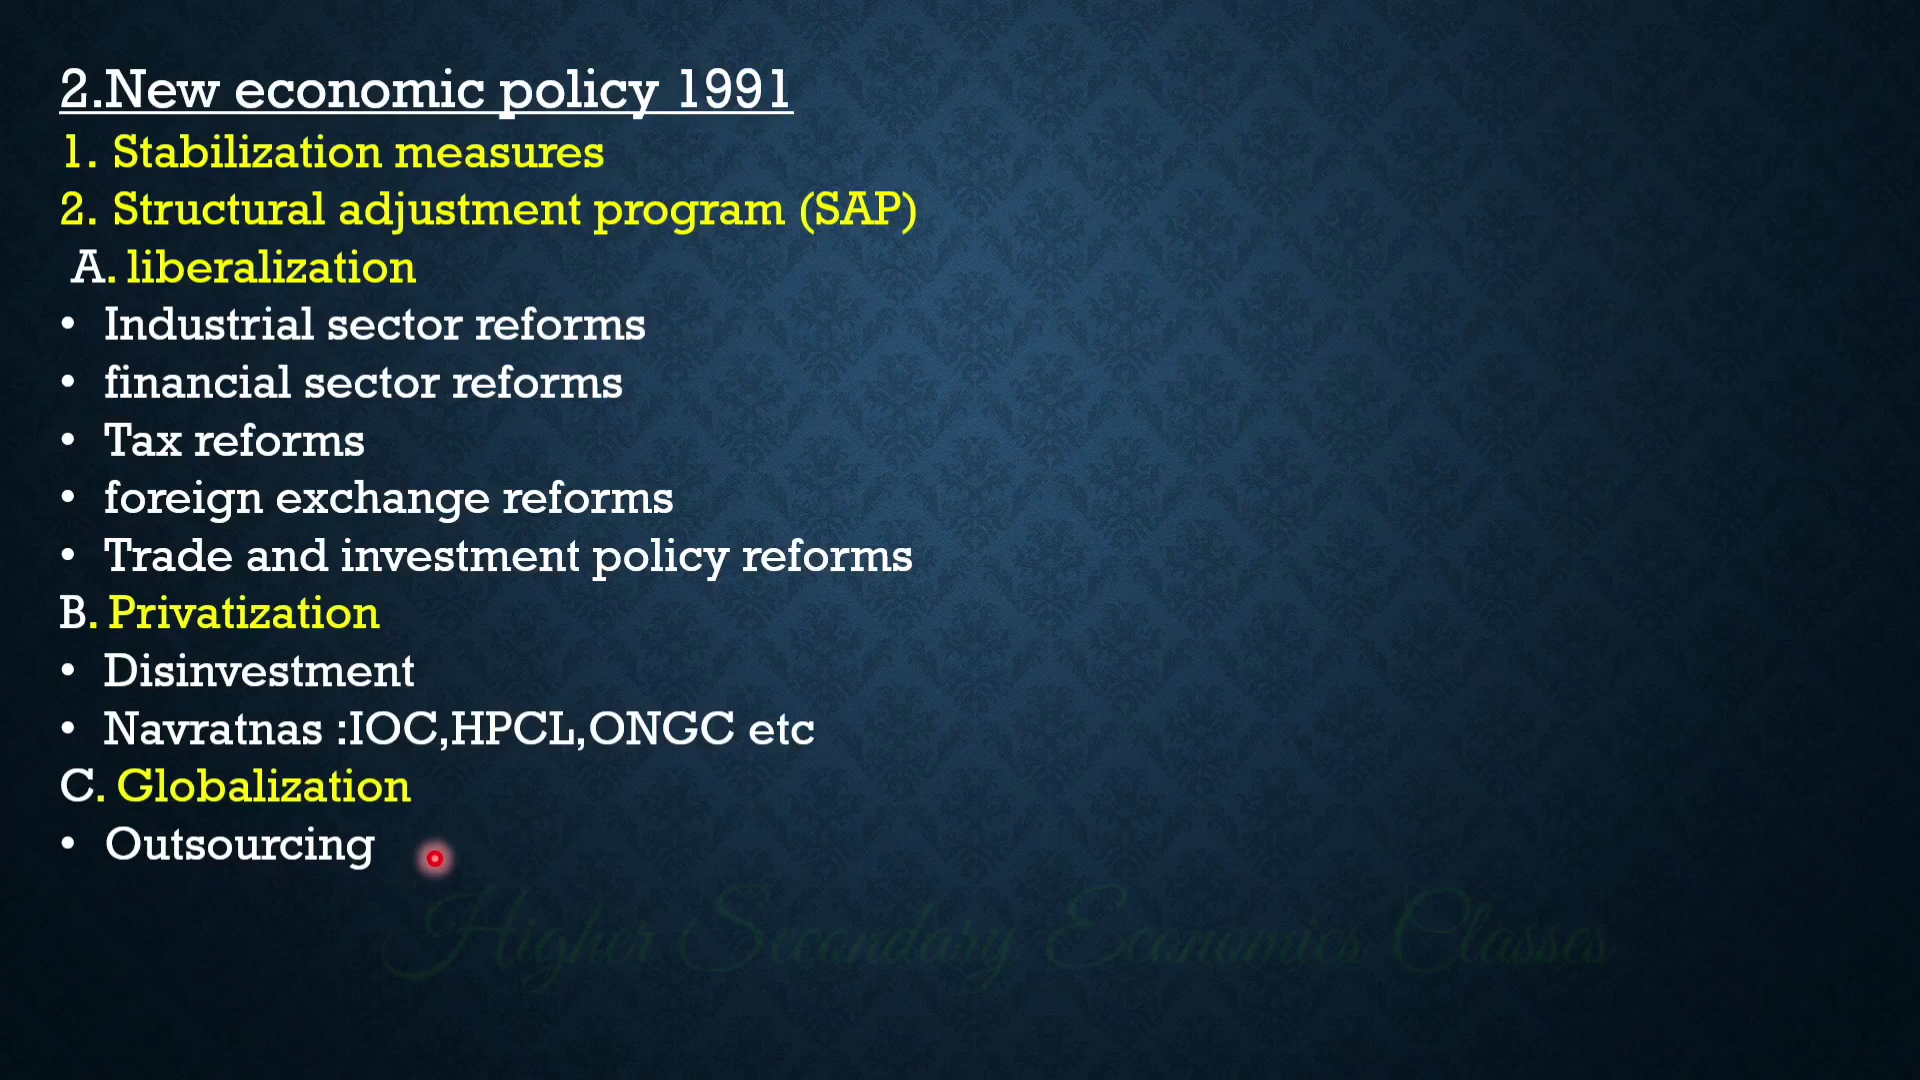 2.New economic policy 1991
1. Stabilization measures
2. Structural adjustment program (SAP)
A. liberalization
• Industrial sector reforms
• financial sector reforms
• Tax reforms
• foreign exchange reforms
• Trade and investment policy reforms
B. Privatization
• Disinvestment
• Navratnas :IOC,HPCL,ONGC etc
C. Globalization
• Outsourcing
Higher Secondary Economics Classes